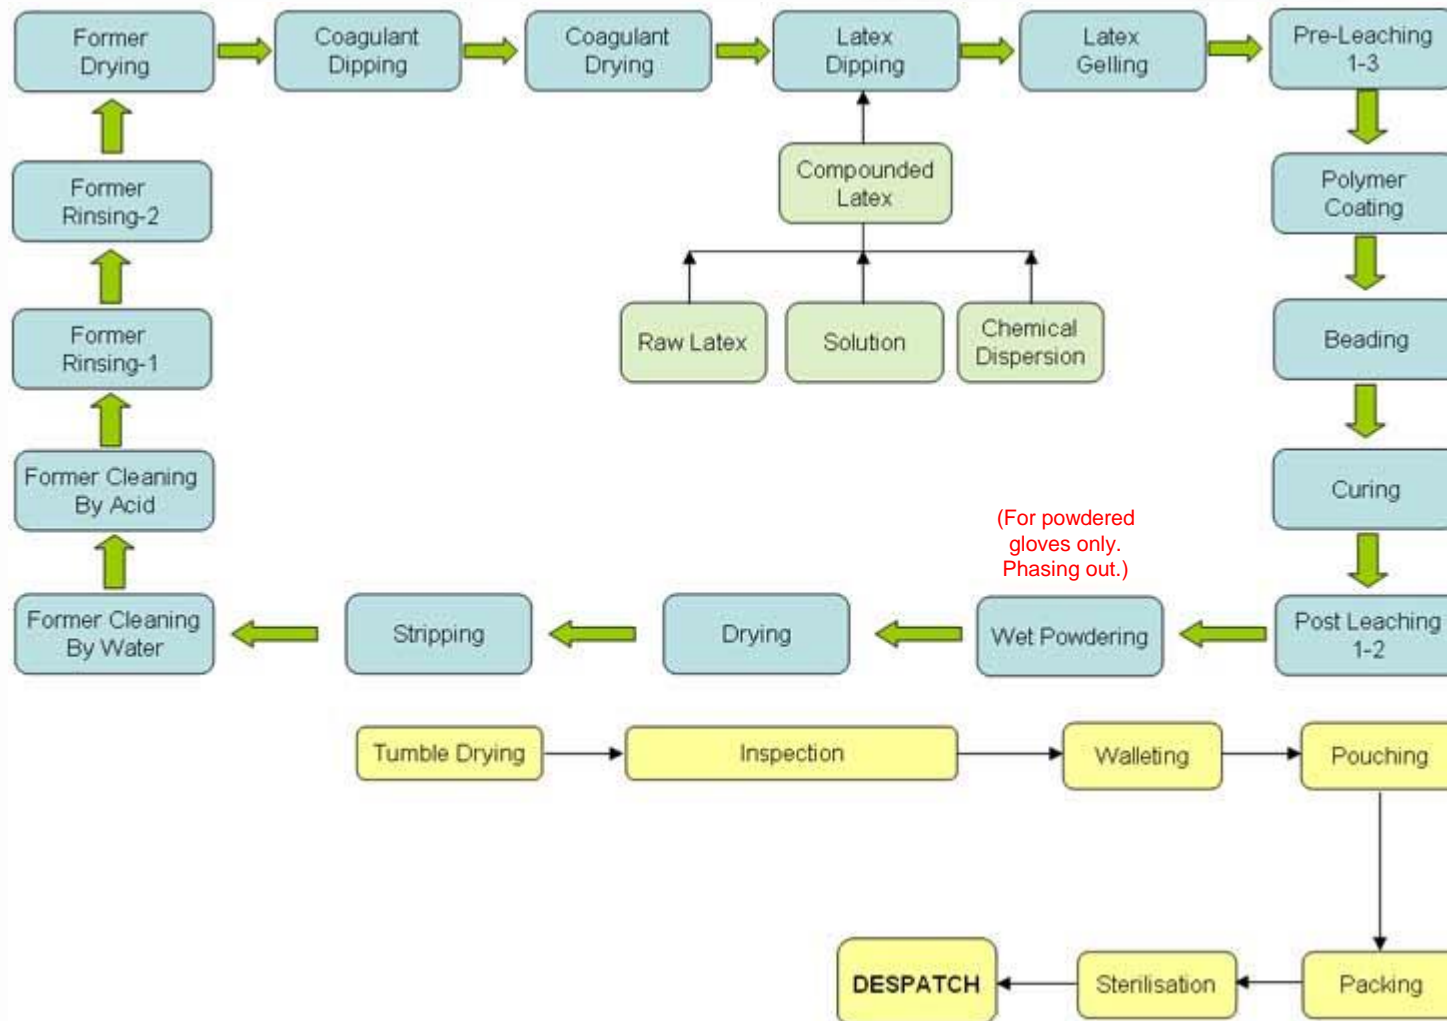 Former
Drying
Coagulant
Dipping
Coagulant
Drying
Latex
Dipping
Latex
Gelling
Pre-Leaching
1-3
Former
Rinsing-2
Compounded
Latex
Polymer
Coating
Former
Rinsing-1
Raw Latex
Solution
Chemical
Dispersion
Beading
Former Cleaning
By Acid
Curing
(For powdered
gloves only.
Phasing out.)
Former Cleaning
By Water
Stripping
Drying
Wet Powdering
Post Leaching
1-2
Tumble Drying
Inspection
Walleting
Pouching
DESPATCH
Sterilisation
Packing